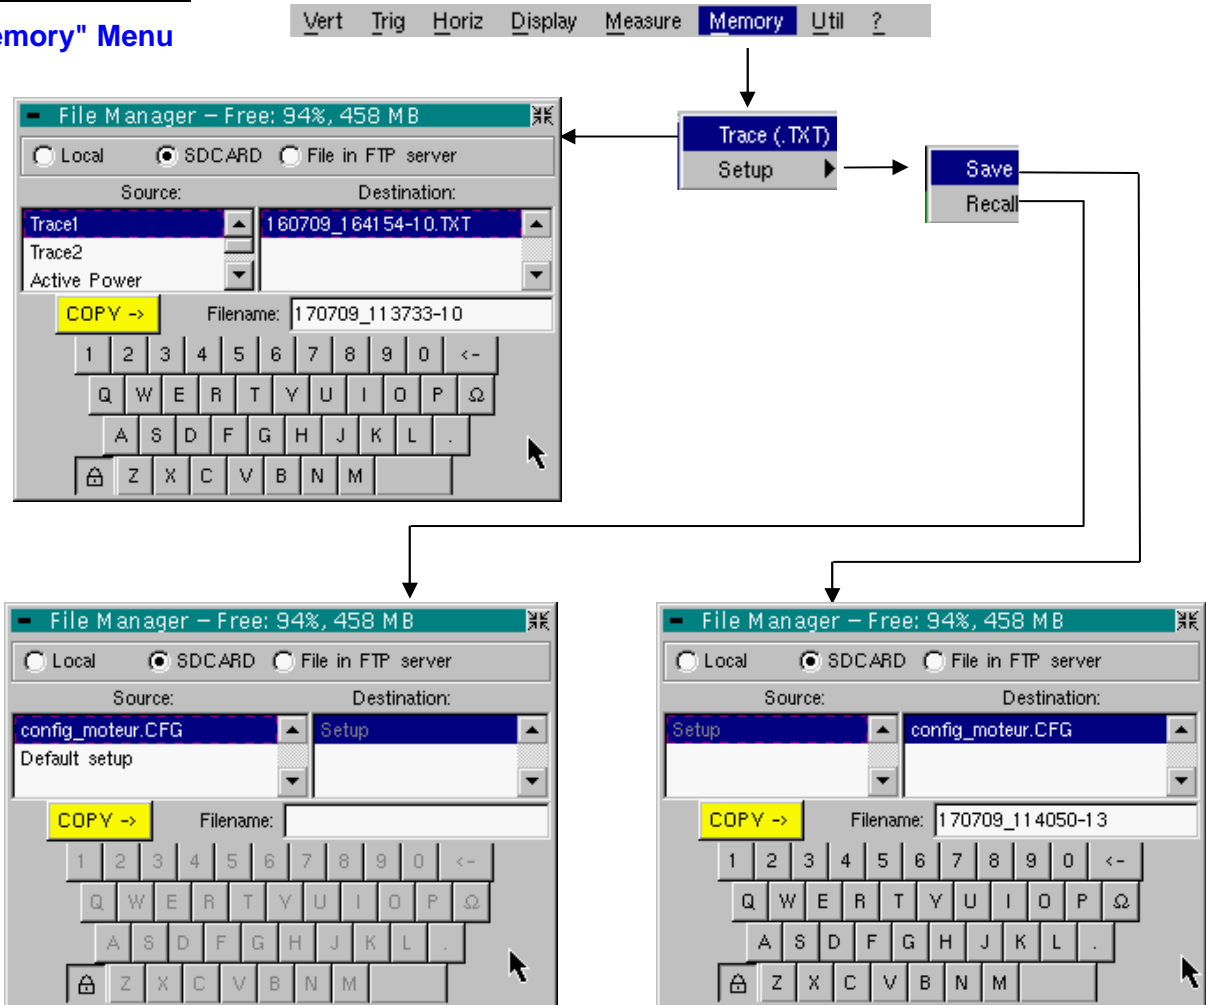 emory" Menu
Vert Trig Horiz Display Measure Memory Util ?
File Manager – Free: 94%, 458 MB
Local SDCARD File in FTP server
Source: Destination:
Trace1 160709_164154-10.TXT
Trace2
Active Power
COPY -> Filename: 170709_113733-10
1 2 3 4 5 6 7 8 9 0 <-
Q W E R T Y U I O P Ω
A S D F G H J K L .
Z X C V B N M
Trace (.TXT)
Setup
Save
Recall
File Manager – Free: 94%, 458 MB
Local SDCARD File in FTP server
Source: Destination:
config_moteur.CFG Setup
Default setup
COPY -> Filename:
1 2 3 4 5 6 7 8 9 0 <-
Q W E R T Y U I O P Ω
A S D F G H J K L .
Z X C V B N M
File Manager – Free: 94%, 458 MB
Local SDCARD File in FTP server
Source: Destination:
Setup config_moteur.CFG
COPY -> Filename: 170709_114050-13
1 2 3 4 5 6 7 8 9 0 <-
Q W E R T Y U I O P Ω
A S D F G H J K L .
Z X C V B N M